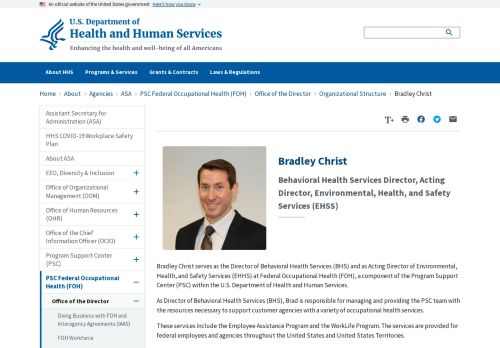 An official website of the United States government Here's how you know
U.S. Department of
Health and Human Services
Enhancing the health and well-being of all Americans
About HHS Programs & Services Grants & Contracts Laws & Regulations
Home › About › Agencies › ASA › PSC Federal Occupational Health (FOH) › Office of the Director › Organizational Structure › Bradley Christ
T+
Assistant Secretary for
Administration (ASA)
HHS COVID-19 Workplace Safety
Plan
About ASA
EEO, Diversity & Inclusion +
Office of Organizational
Management (OOM) +
Office of Human Resources
(OHR) +
Office of the Chief
Information Officer (OCIO) +
Program Support Center
(PSC) +
PSC Federal Occupational
Health (FOH) −
Office of the Director −
Doing Business with FOH and
Interagency Agreements (IAAS)
FOH Workforce
Bradley Christ
Behavioral Health Services Director, Acting
Director, Environmental, Health, and Safety
Services (EHSS)
Bradley Christ serves as the Director of Behavioral Health Services (BHS) and as Acting Director of Environmental,
Health, and Safety Services (EHHS) at Federal Occupational Health (FOH), a component of the Program
Support Center (PSC) within the U.S. Department of Health and Human Services.
As Director of Behavioral Health Services (BHS), Brad is responsible for managing and providing the PSC team with
the resources necessary to support customer agencies with a variety of occupational health services.
These services include the Employee Assistance Program and the WorkLife Program. The services are provided for
federal employees and agencies throughout the United States and United States Territories.